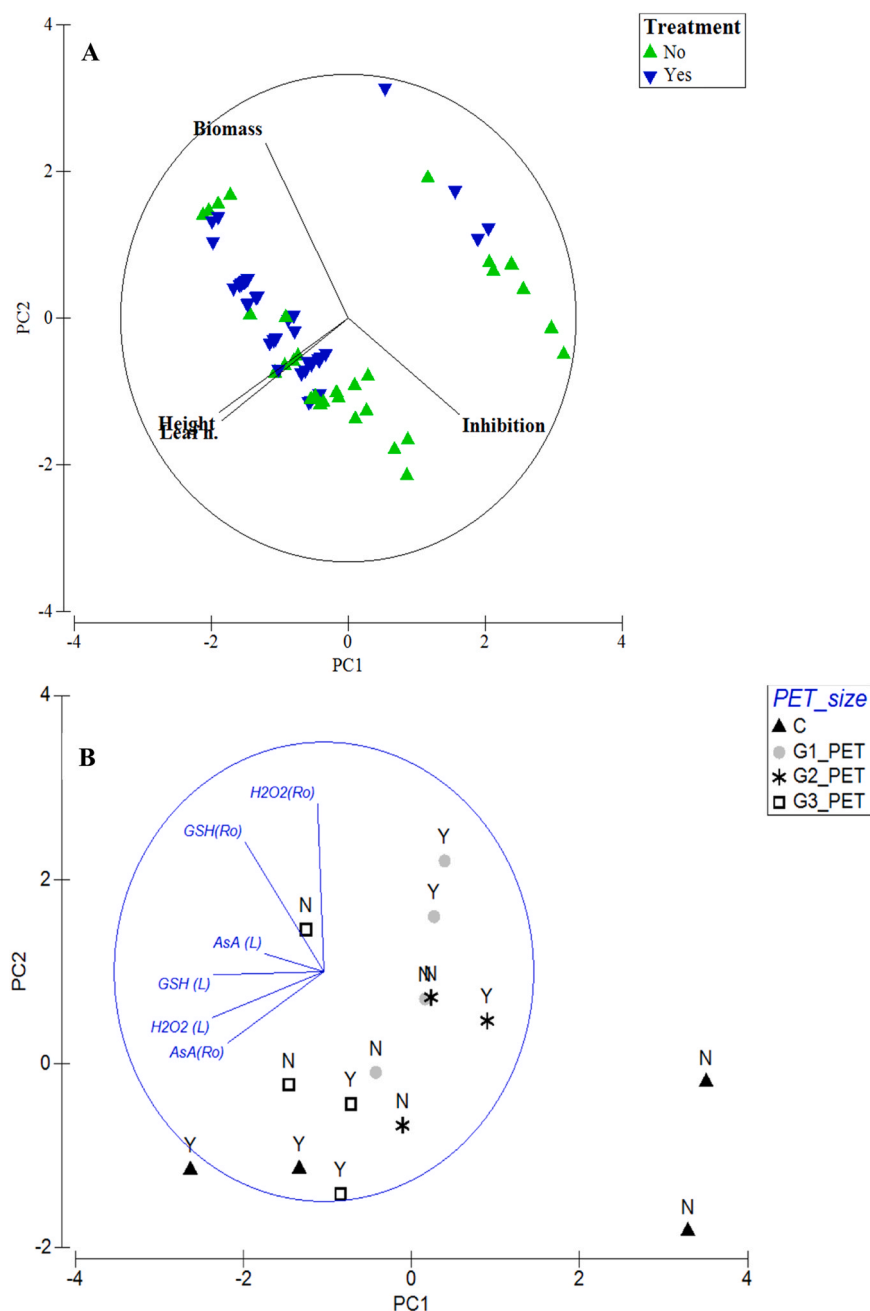 A
Treatment
No
Yes
4
2
0
-2
-4
PC2
Biomass
Height
Leaf n.
Inhibition
-4 -2 0 2 4
PC1
B
PET_size
C
G1_PET
G2_PET
G3_PET
4
2
0
-2
PC2
H2O2(Ro)
GSH(Ro)
AsA (L)
GSH (L)
H2O2 (L)
AsA(Ro)
Y
Y
N
N N
Y
N
N
Y
N
Y Y
Y
N
N
-4 -2 0 2 4
PC1